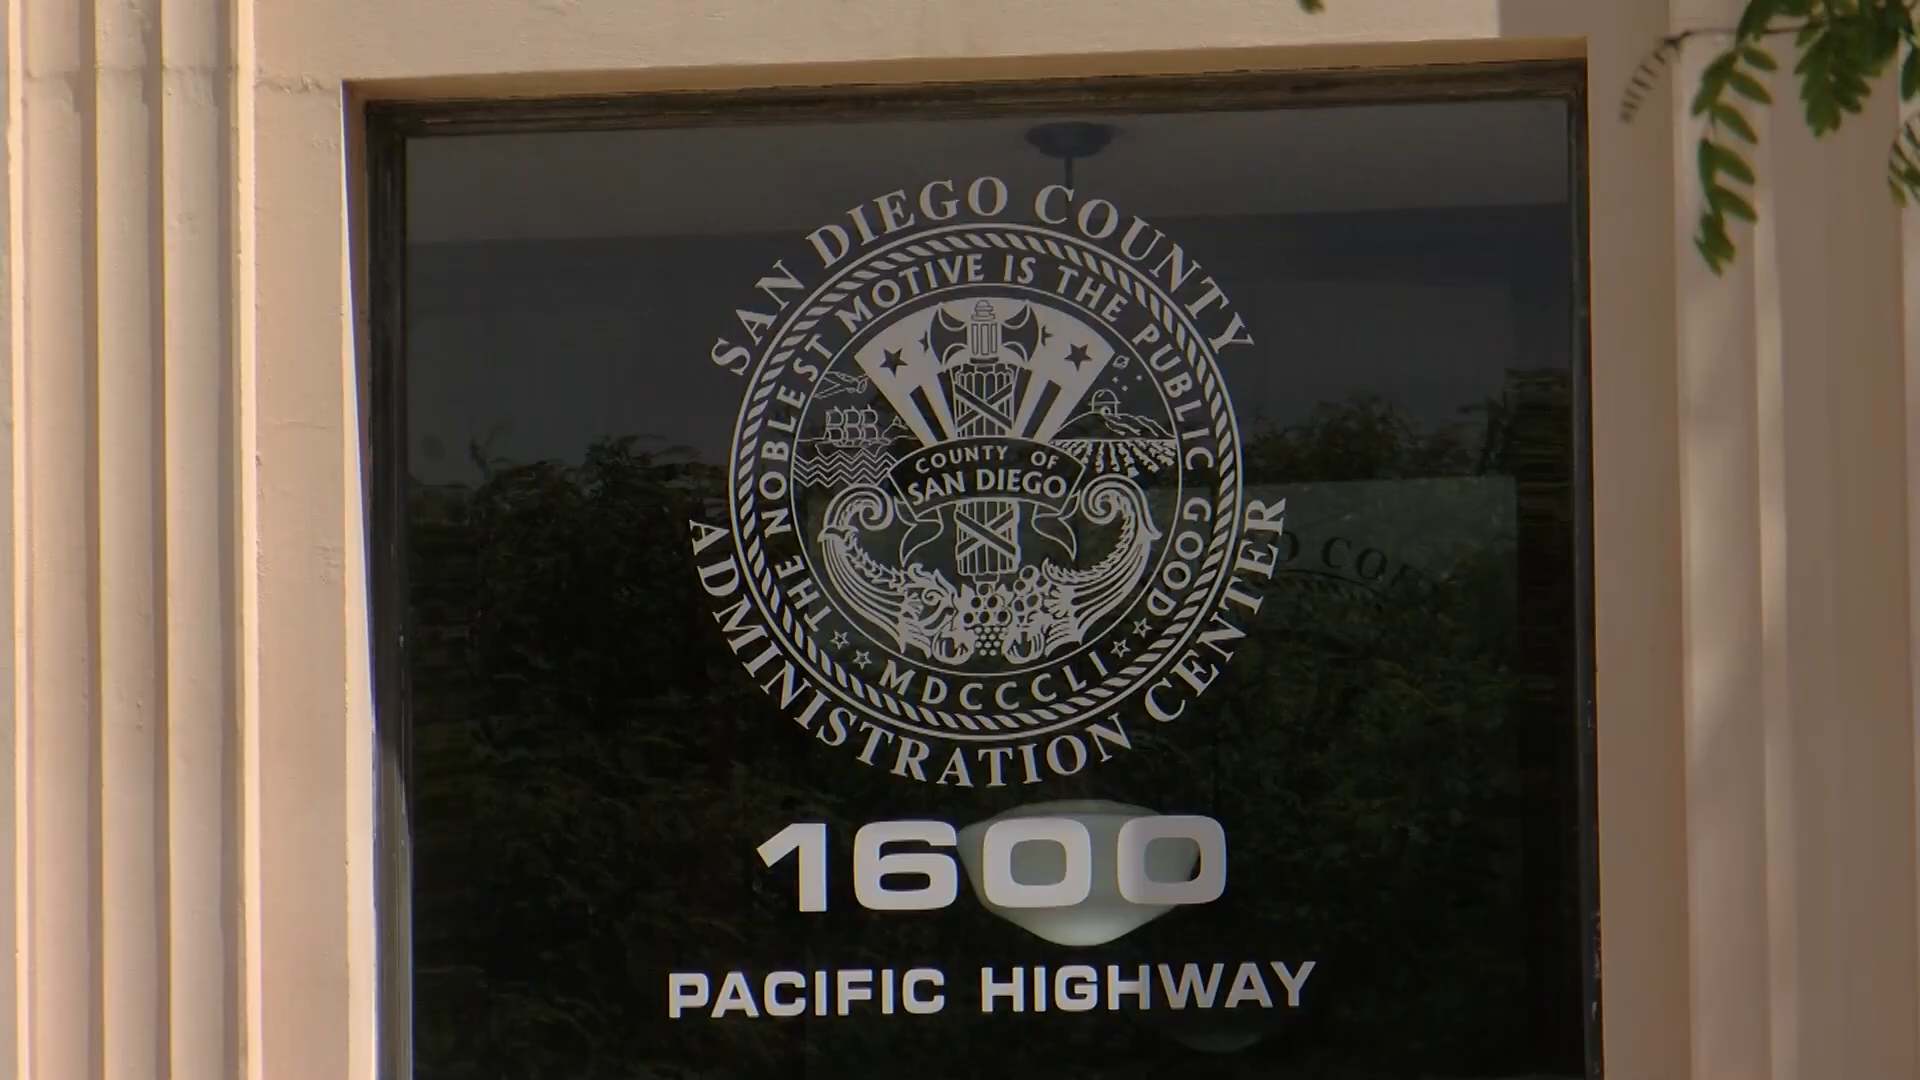 SAN DIEGO COUNTY
THE NOBLEST MOTIVE IS THE PUBLIC GOOD
COUNTY OF
SAN DIEGO
MDCCCLI
ADMINISTRATION CENTER
1600
PACIFIC HIGHWAY